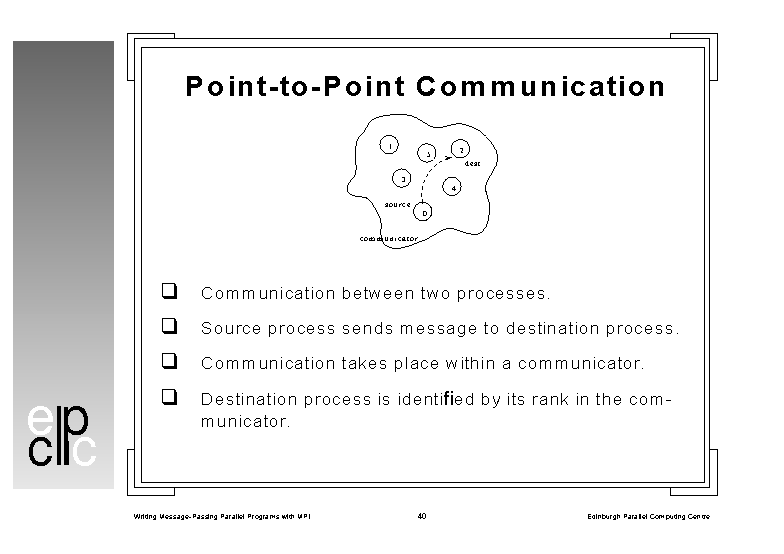 Point-to-Point Communication
1
5
2
dest
3
4
source
0
communicator
❑ Communication between two processes.
❑ Source process sends message to destination process.
❑ Communication takes place within a communicator.
❑ Destination process is identified by its rank in the com-
municator.
epcc
Writing Message-Passing Parallel Programs with MPI 40 Edinburgh Parallel Computing Centre